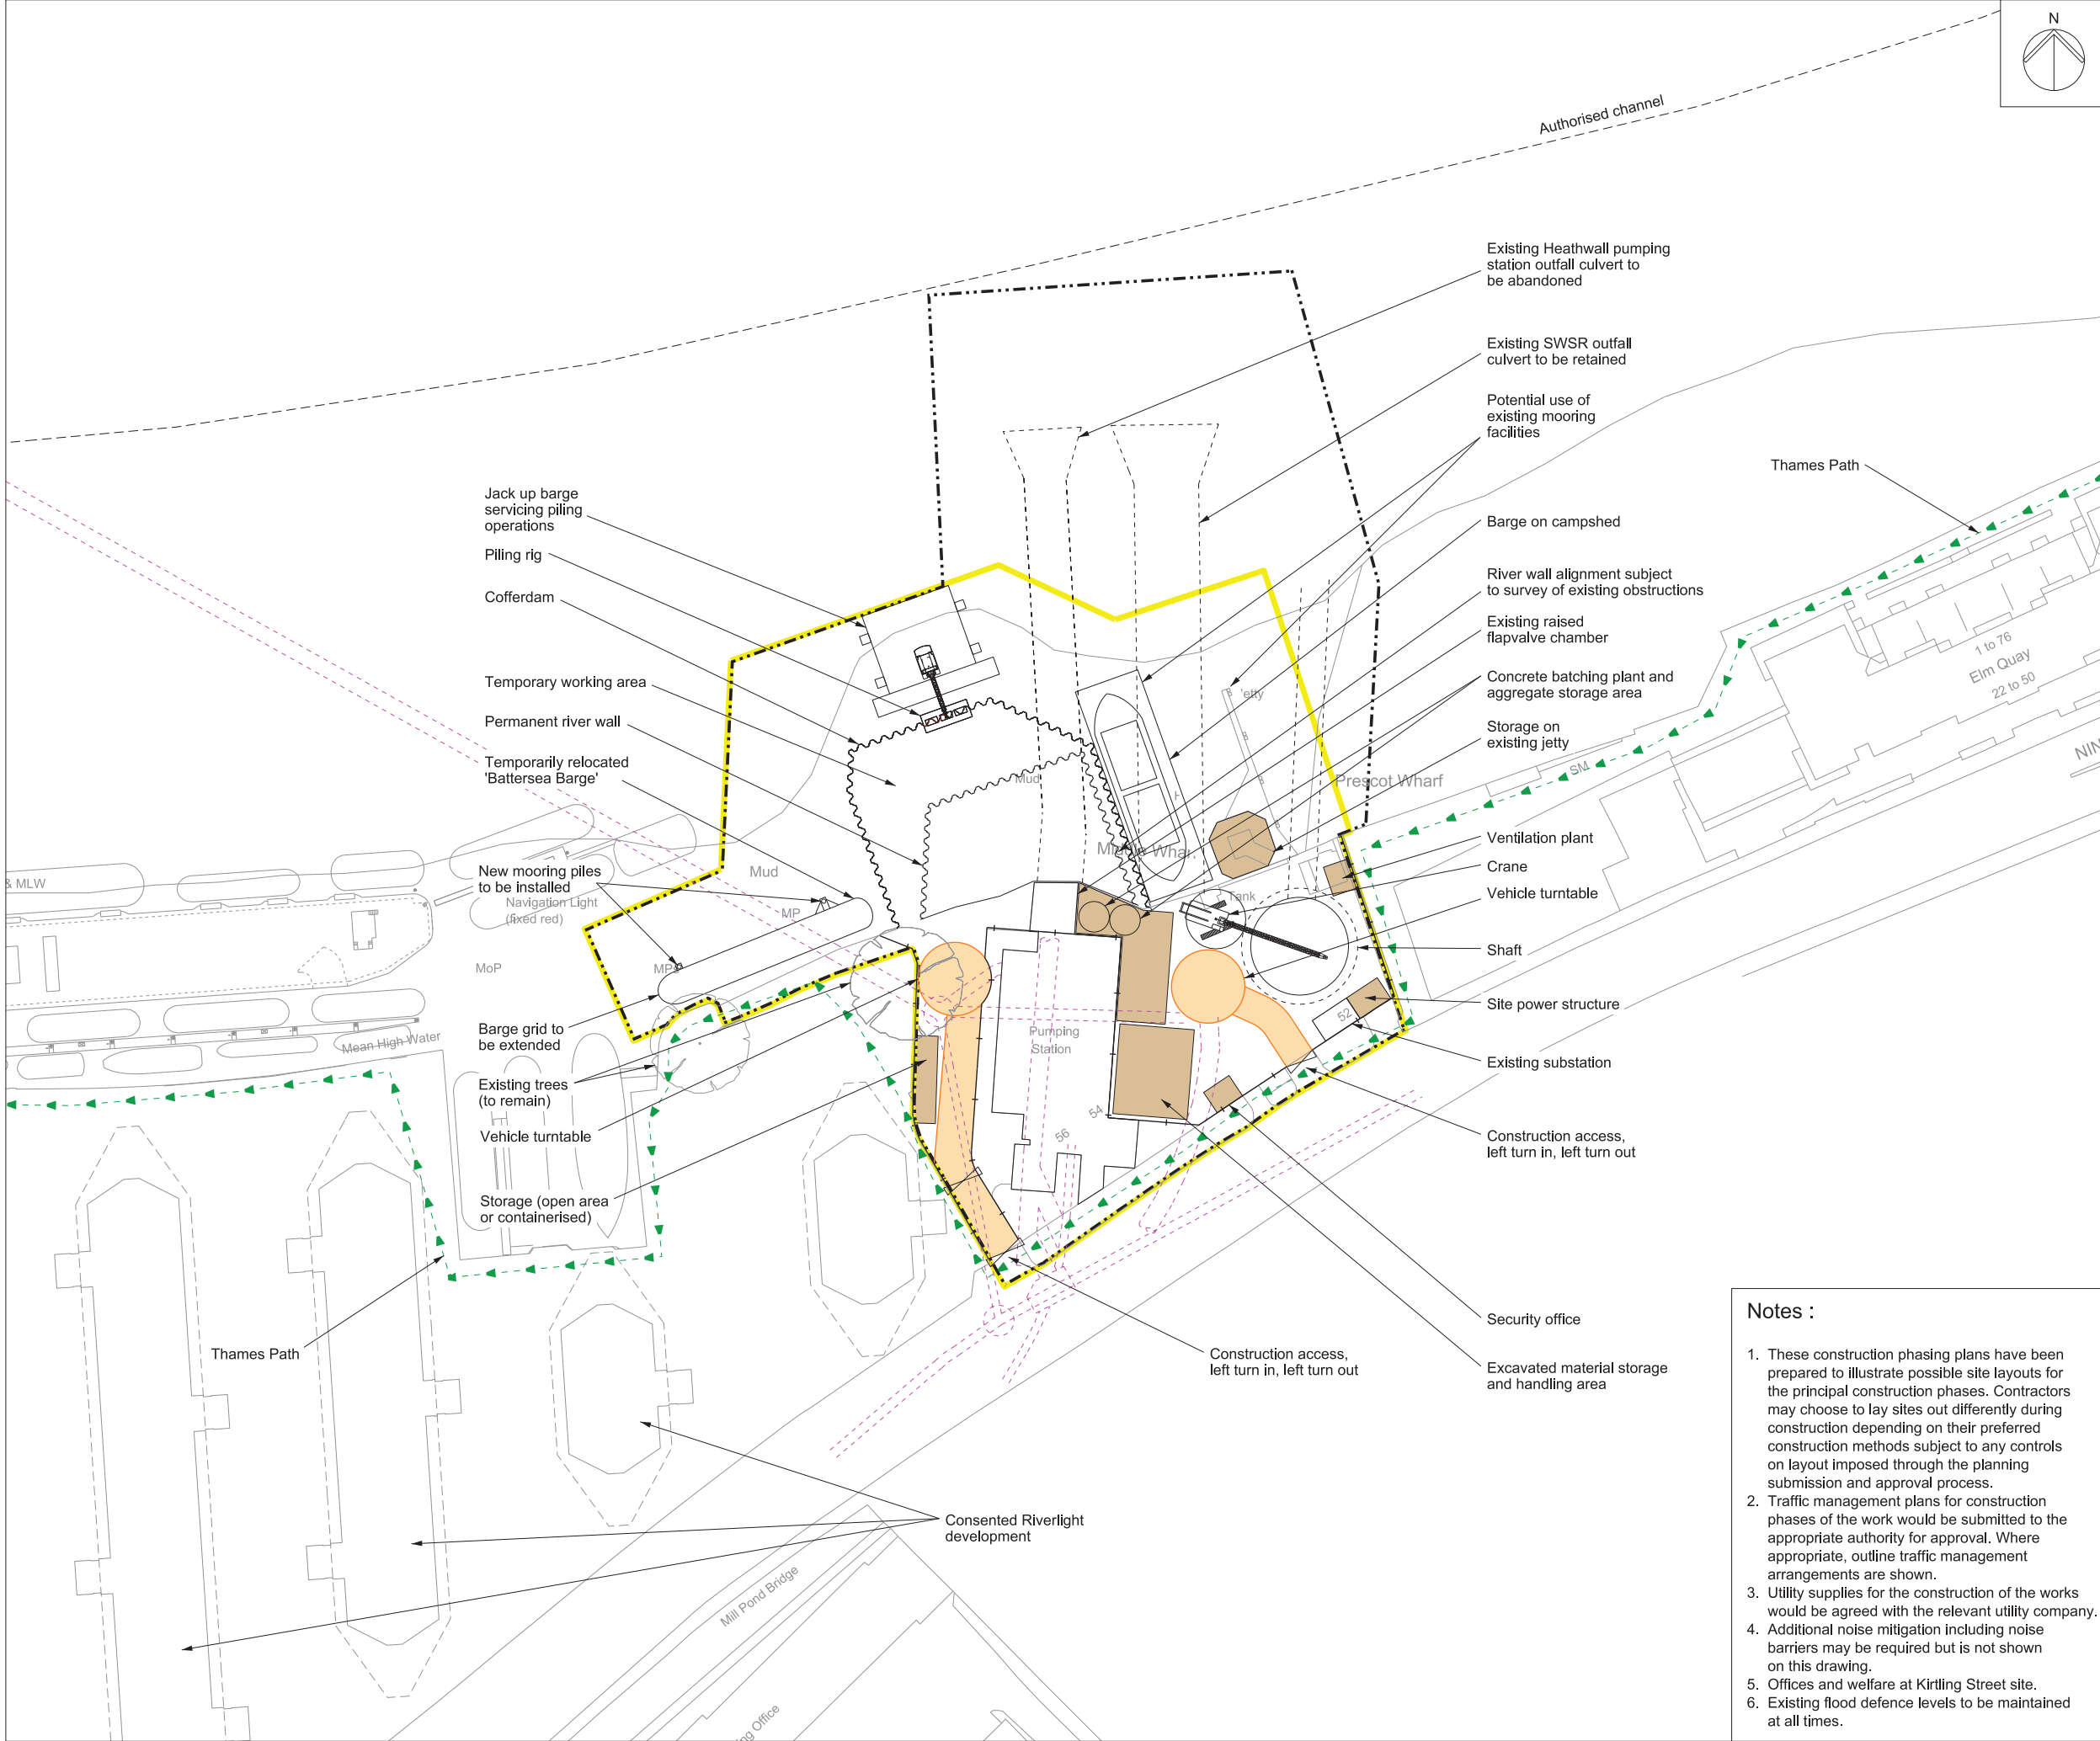 N
Authorised channel
Existing Heathwall pumping
station outfall culvert to
be abandoned
Existing SWSR outfall
culvert to be retained
Potential use of
existing mooring
facilities
Thames Path
Jack up barge
servicing piling
operations
Barge on campshed
Piling rig
River wall alignment subject
to survey of existing obstructions
Cofferdam
Existing raised
flapvalve chamber
1 to 76
Elm Quay
22 to 50
Temporary working area
Concrete batching plant and
aggregate storage area
'etty
Permanent river wall
Storage on
existing jetty
Temporarily relocated
'Battersea Barge'
Mud
SM
Prescot Wharf
Ventilation plant
Crane
Vehicle turntable
& MLW
New mooring piles
to be installed
Navigation Light
(fixed red)
Mud
MP
Tank
Shaft
MoP
MPs
Site power structure
52
Barge grid to
be extended
Mean High Water
Pumping
Station
Existing substation
Existing trees
(to remain)
54
56
Vehicle turntable
Construction access,
left turn in, left turn out
Storage (open area
or containerised)
Security office
Thames Path
Construction access,
left turn in, left turn out
Excavated material storage
and handling area
Consented Riverlight
development
Mill Pond Bridge
Notes :
1. These construction phasing plans have been
prepared to illustrate possible site layouts for
the principal construction phases. Contractors
may choose to lay sites out differently during
construction depending on their preferred
construction methods subject to any controls
on layout imposed through the planning
submission and approval process.
2. Traffic management plans for construction
phases of the work would be submitted to the
appropriate authority for approval. Where
appropriate, outline traffic management
arrangements are shown.
3. Utility supplies for the construction of the works
would be agreed with the relevant utility company.
4. Additional noise mitigation including noise
barriers may be required but is not shown
on this drawing.
5. Offices and welfare at Kirtling Street site.
6. Existing flood defence levels to be maintained
at all times.